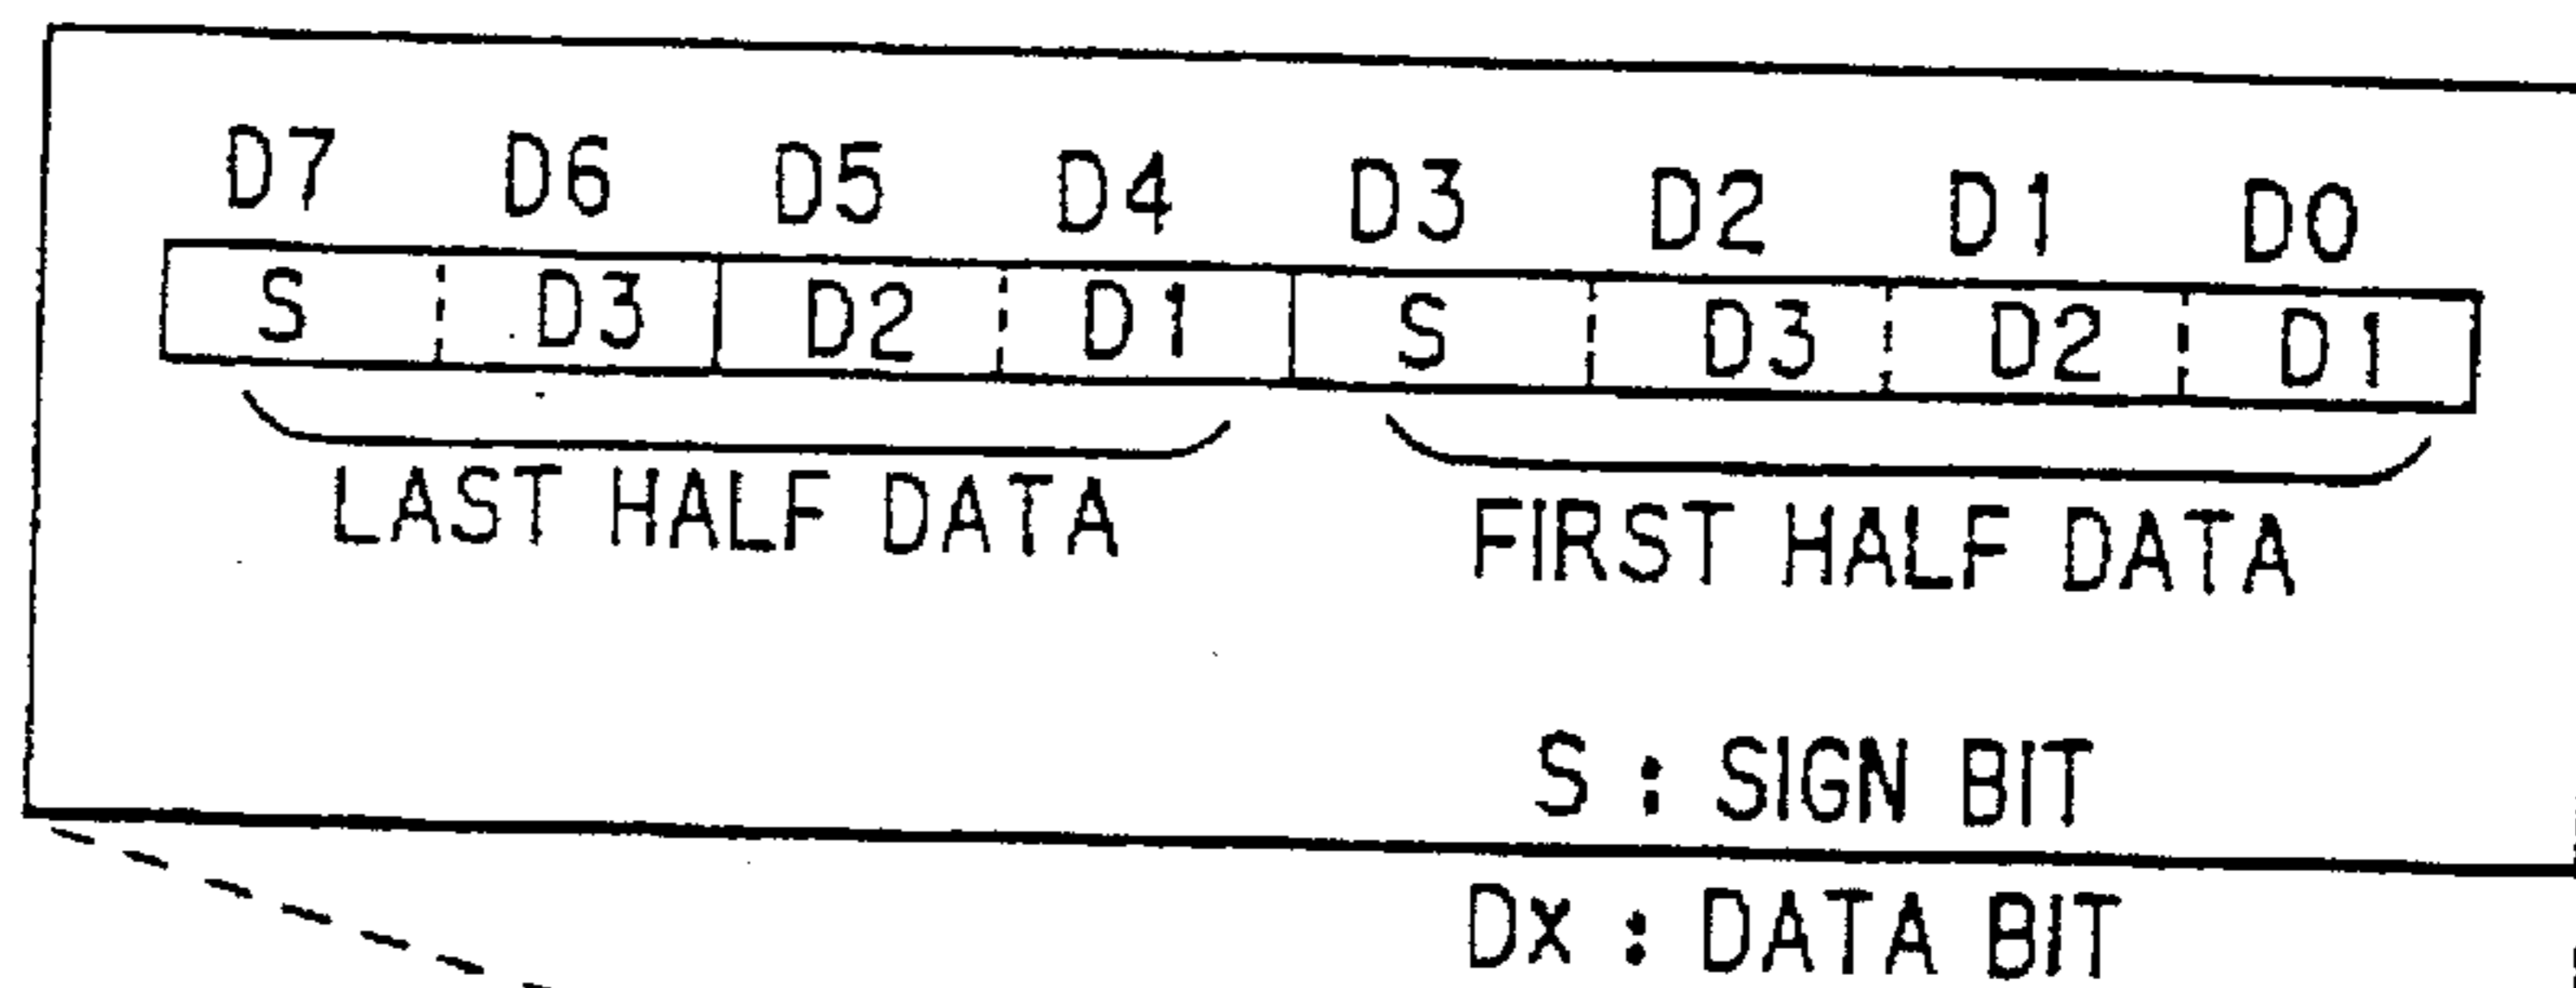 D7 D6 D5 D4 D3 D2 D1 D0
S D3 D2 D1 S D3 D2 D1
LAST HALF DATA FIRST HALF DATA
S : SIGN BIT
Dx : DATA BIT